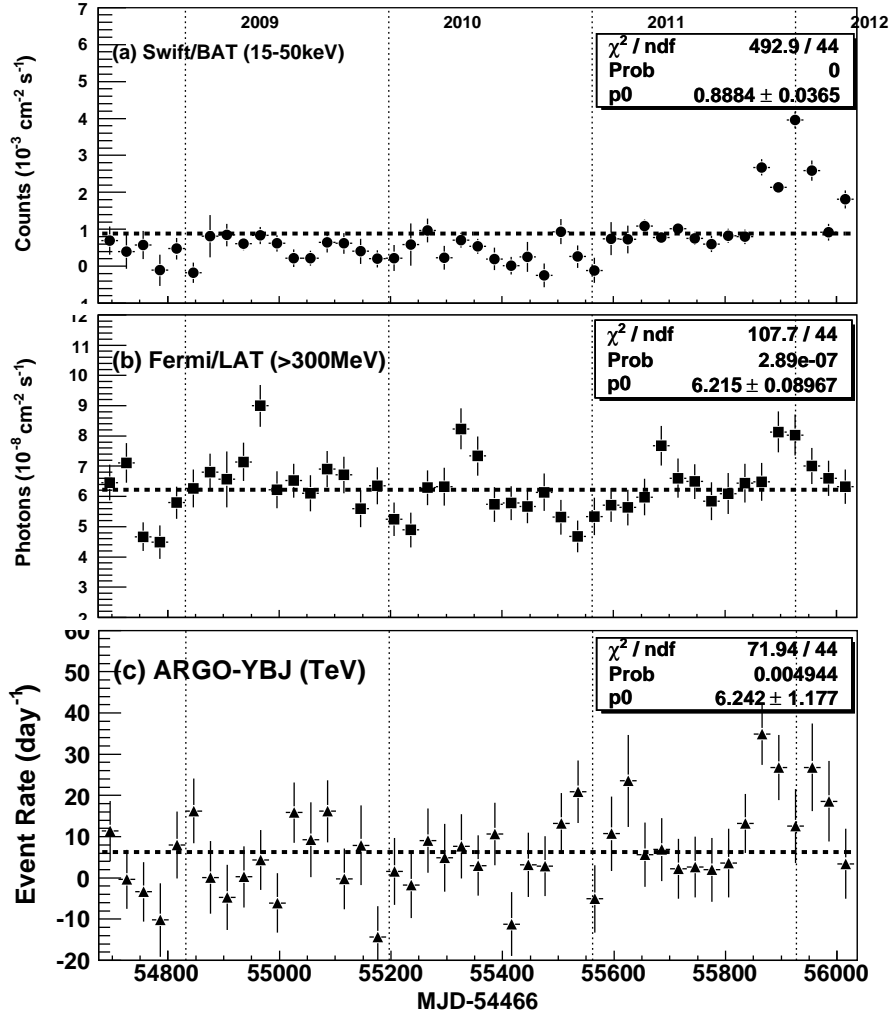 2009 2010 2011 2012
(a) Swift/BAT (15-50keV)
χ² / ndf 492.9 / 44
Prob 0
p0 0.8884 ± 0.0365
Counts (10⁻³ cm⁻² s⁻¹)
7
6
5
4
3
2
1
0
(b) Fermi/LAT (>300MeV)
χ² / ndf 107.7 / 44
Prob 2.89e-07
p0 6.215 ± 0.08967
Photons (10⁻⁸ cm⁻² s⁻¹)
12
11
10
9
8
7
6
5
4
3
(c) ARGO-YBJ (TeV)
χ² / ndf 71.94 / 44
Prob 0.004944
p0 6.242 ± 1.177
Event Rate (day⁻¹)
60
50
40
30
20
10
0
-10
-20
54800 55000 55200 55400 55600 55800 56000
MJD-54466